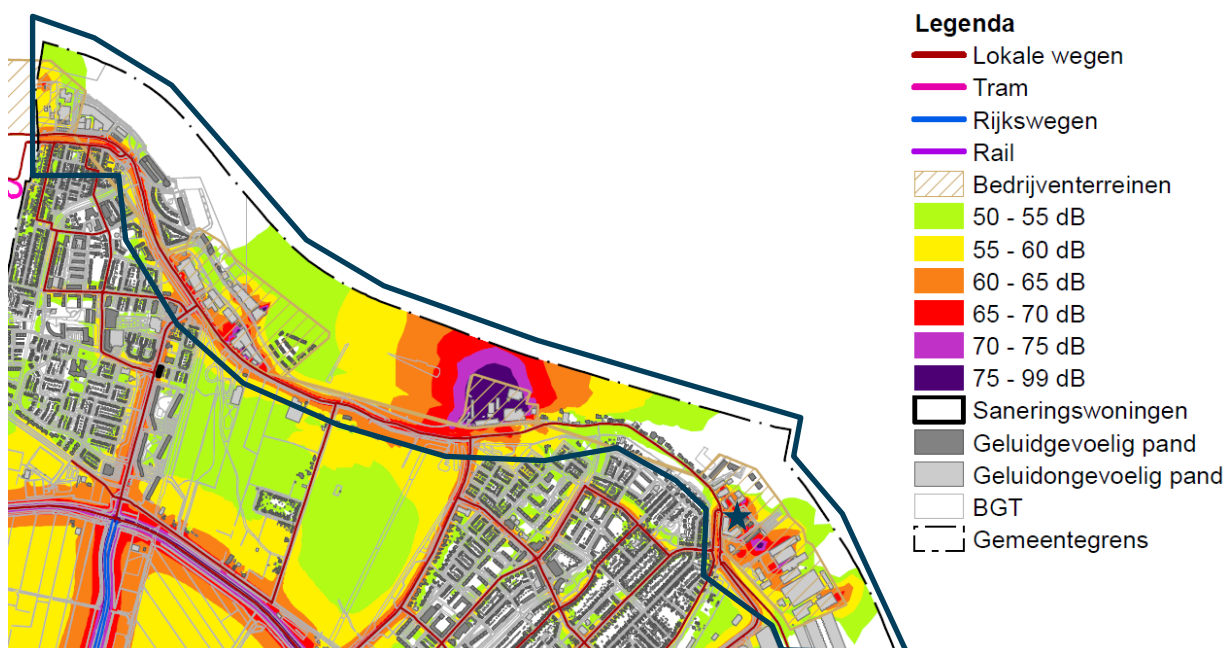 Legenda
Lokale wegen
Tram
Rijkswegen
Rail
Bedrijventerreinen
50 - 55 dB
55 - 60 dB
60 - 65 dB
65 - 70 dB
70 - 75 dB
75 - 99 dB
Saneringswoningen
Geluidgevoelig pand
Geluidongevoelig pand
BGT
Gemeentegrens